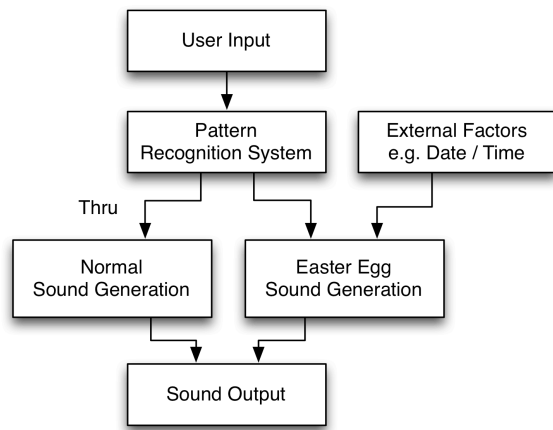 User Input
Pattern
Recognition System
External Factors
e.g. Date / Time
Thru
Normal
Sound Generation
Easter Egg
Sound Generation
Sound Output